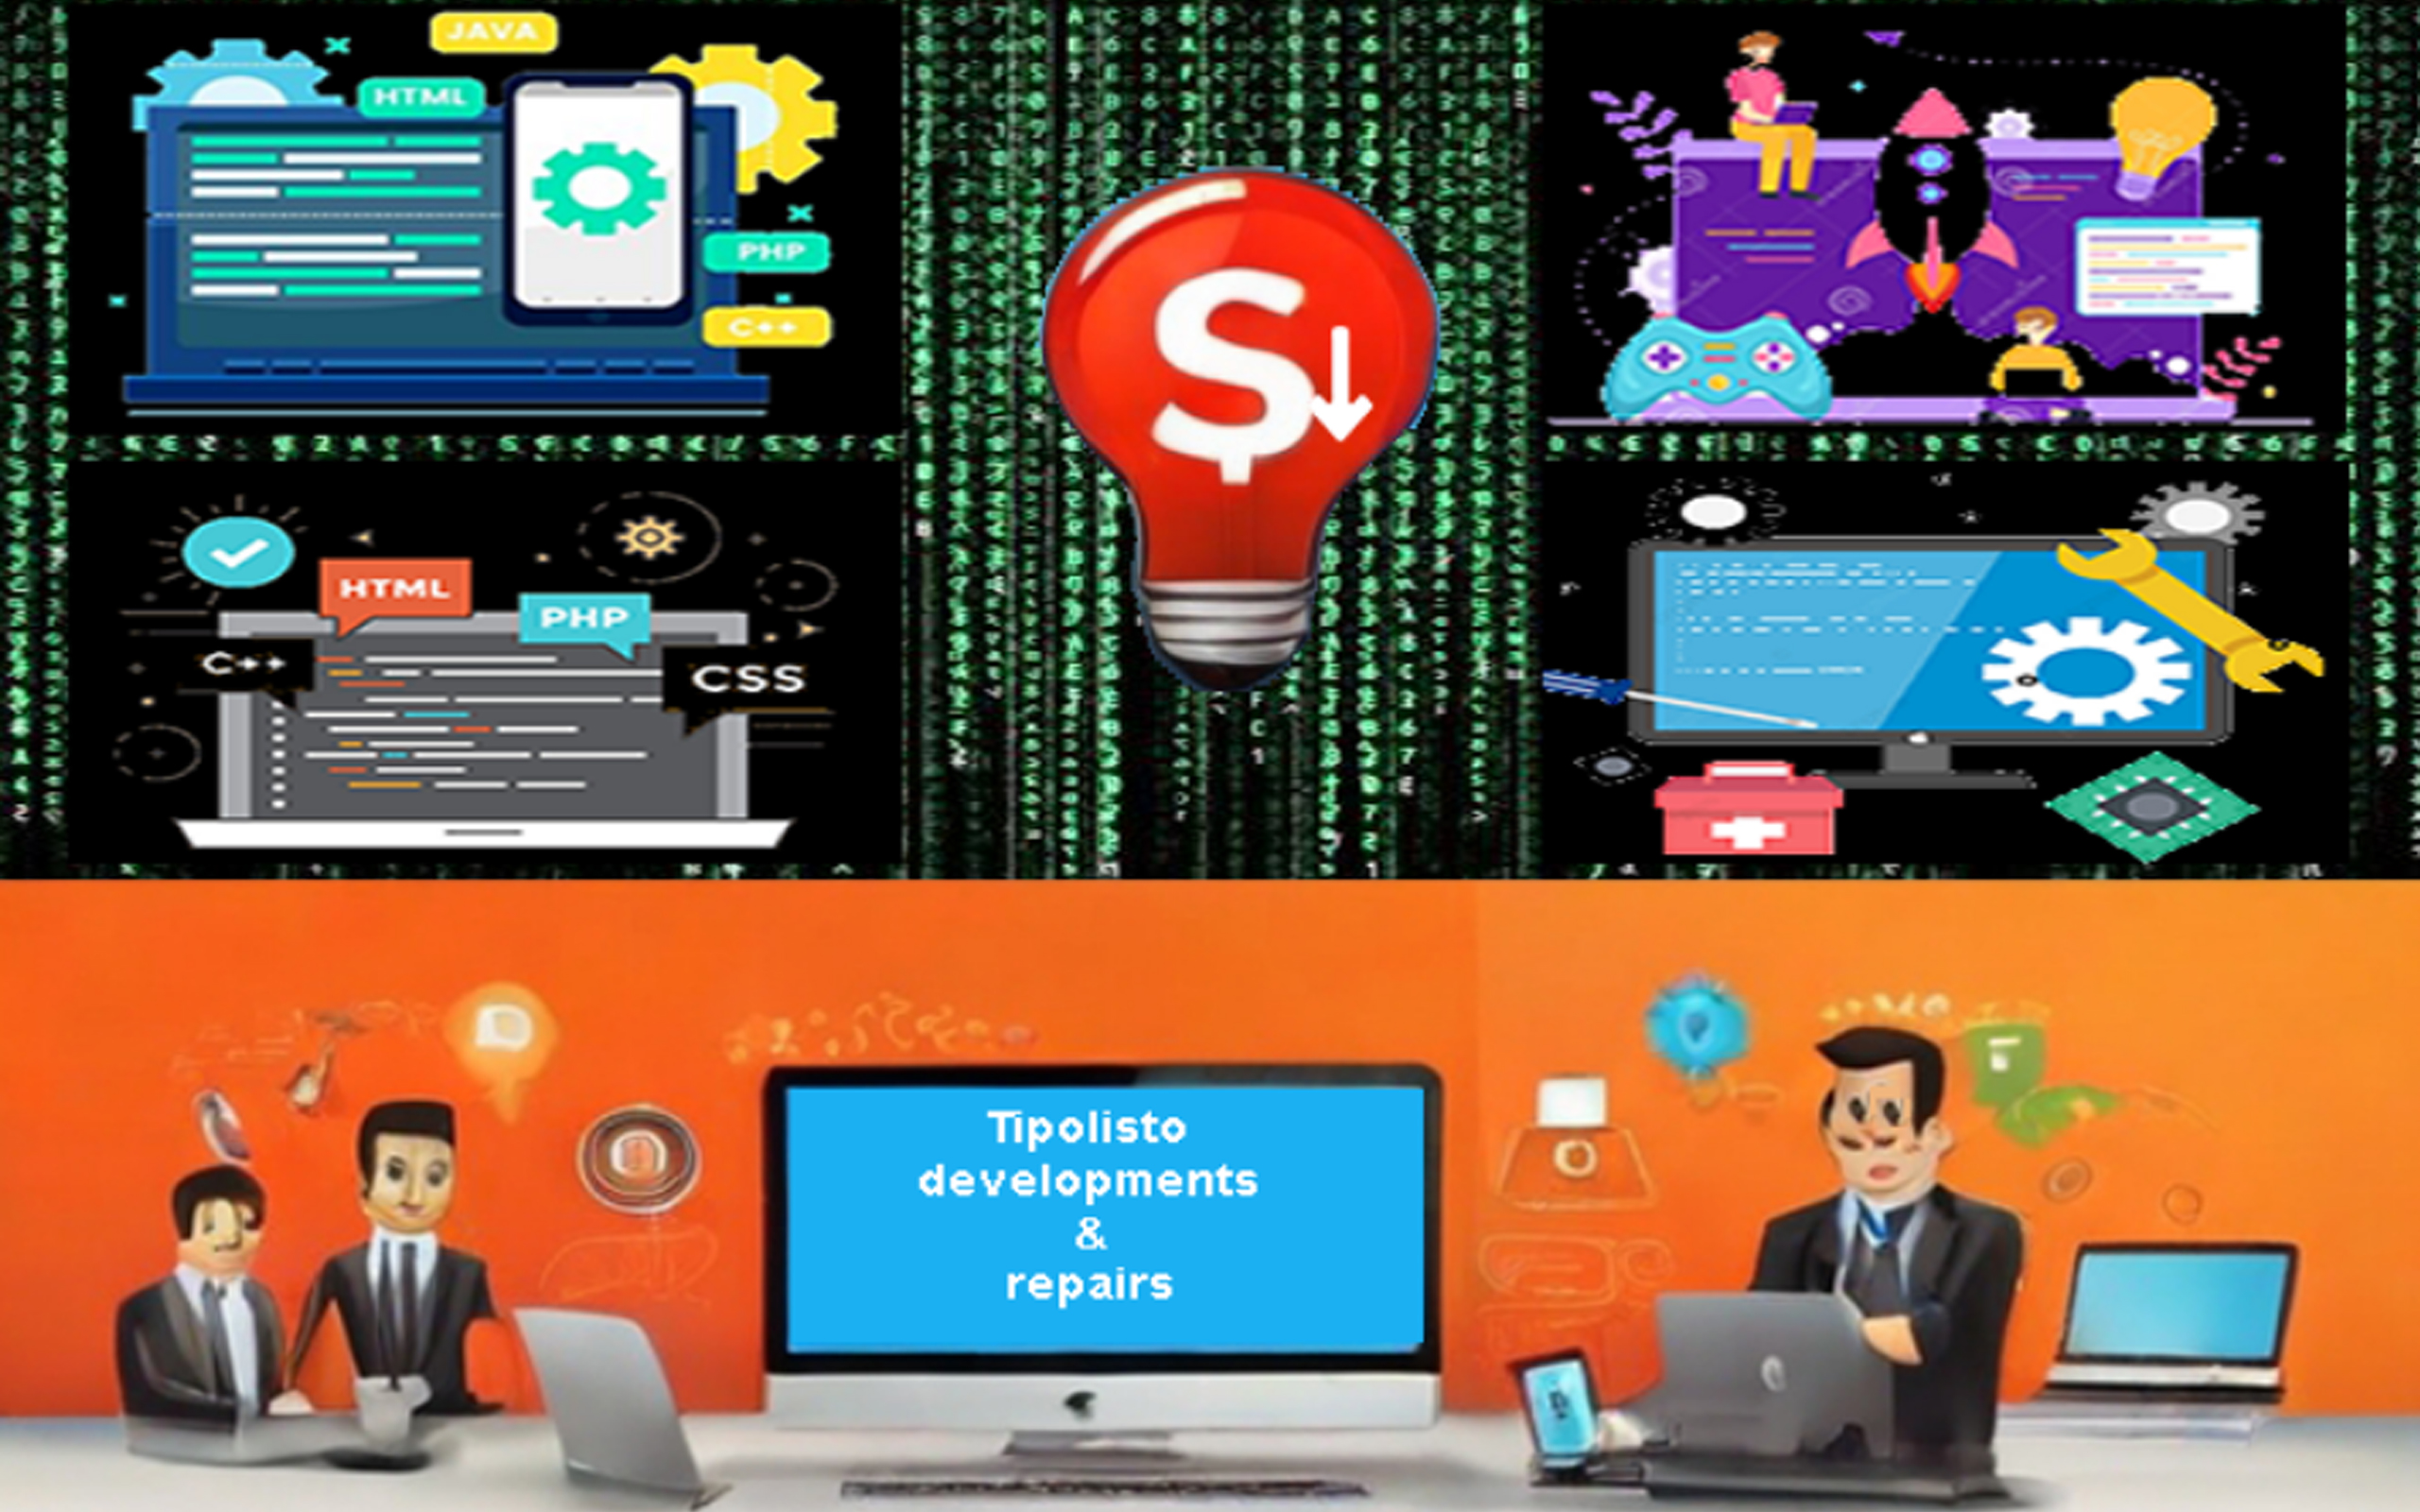 JAVA
HTML
PHP
C++
$
HTML
PHP
C++
CSS
Tipolisto
developments
&
repairs